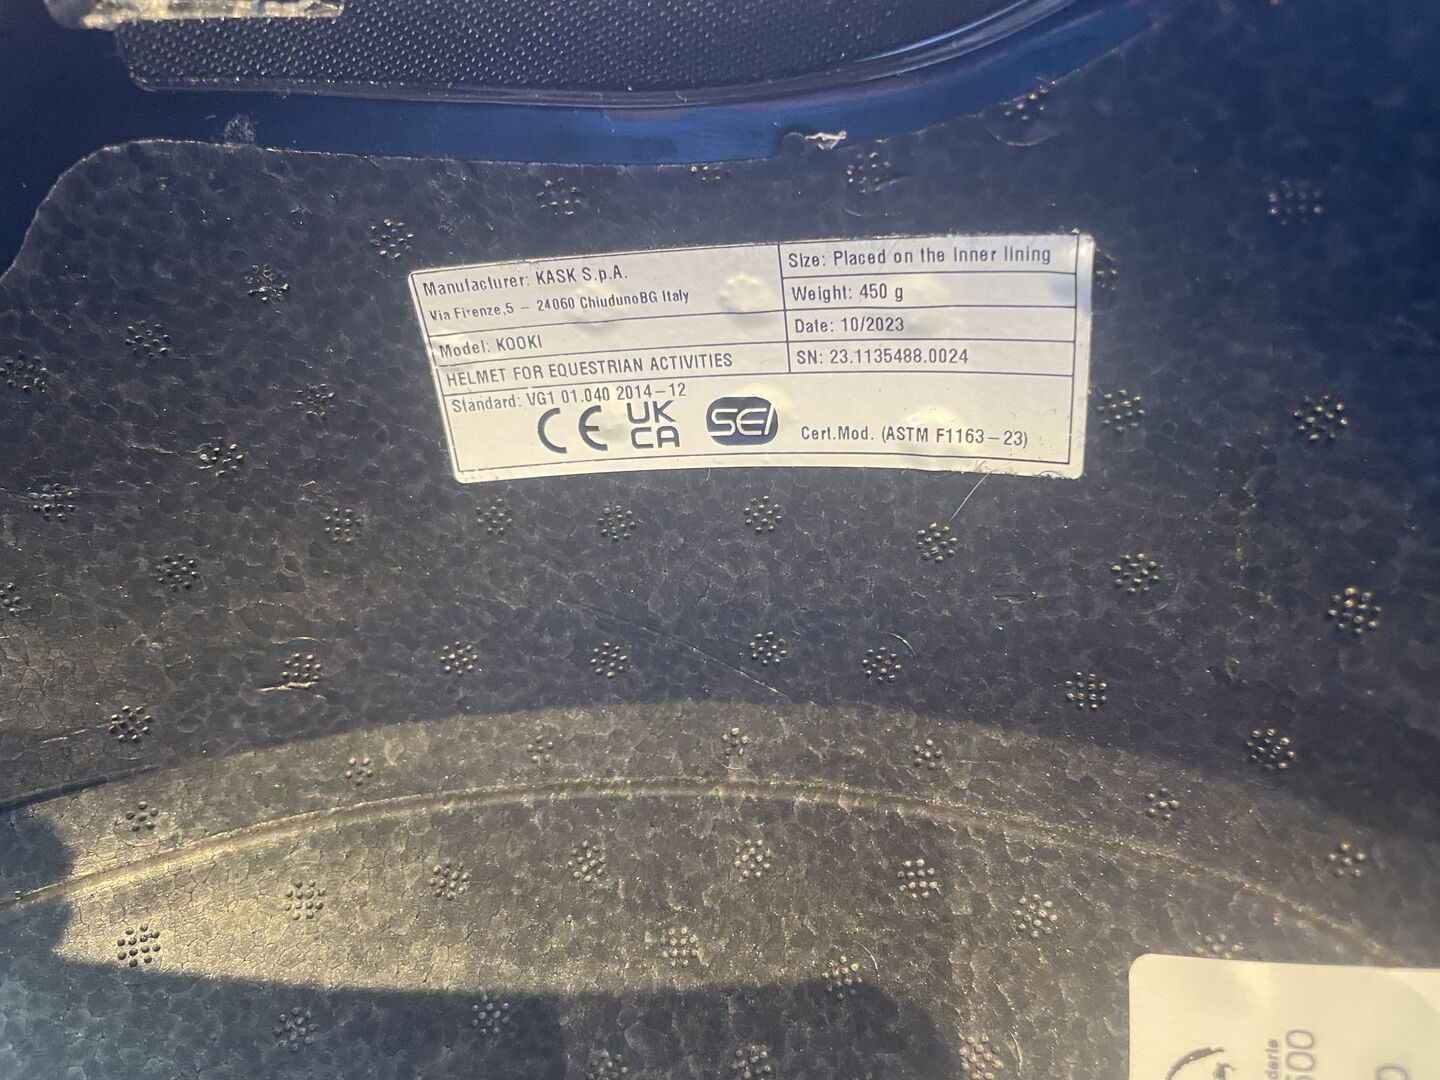 Manufacturer: KASK S.p.A.
Via Firenze,5 – 24060 ChiudunoBG Italy
Model: KOOKI
HELMET FOR EQUESTRIAN ACTIVITIES
Size: Placed on the Inner lining
Weight: 450 g
Date: 10/2023
SN: 23.1135488.0024
Standard: VG1 01.040 2014–12
CE UK CA SEI Cert.Mod. (ASTM F1163–23)